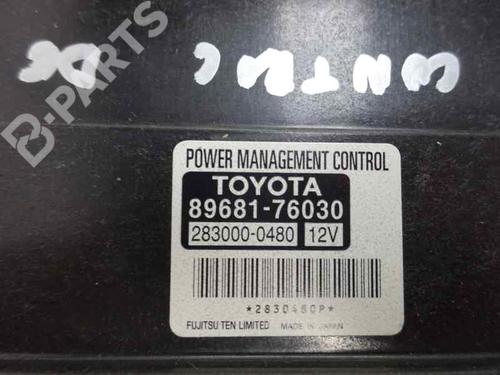 B-PARTS
POWER MANAGEMENT CONTROL
TOYOTA
89681-76030
283000-0480 12V
*2830480P*
FUJITSU TEN LIMITED MADE IN JAPAN